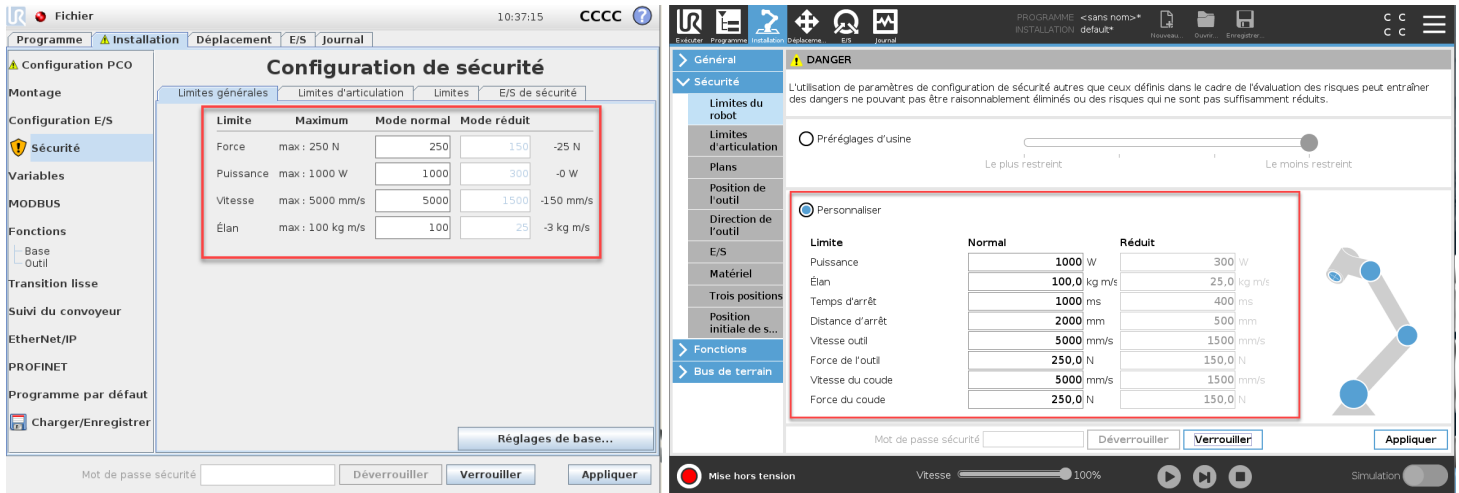 UR Fichier 10:37:15 CCCC ?
Programme Installation Déplacement E/S Journal
Configuration PCO
Montage
Configuration E/S
Sécurité
Variables
MODBUS
Fonctions
Base
Outil
Transition lisse
Suivi du convoyeur
EtherNet/IP
PROFINET
Programme par défaut
Charger/Enregistrer
Configuration de sécurité
Limites générales Limites d'articulation Limites E/S de sécurité
Limite Maximum Mode normal Mode réduit
Force max : 250 N 250 150 -25 N
Puissance max : 1000 W 1000 300 -0 W
Vitesse max : 5000 mm/s 5000 1500 -150 mm/s
Élan max : 100 kg m/s 100 25 -3 kg m/s
Réglages de base...
Mot de passe sécurité Déverrouiller Verrouiller Appliquer
UR PROGRAMME <sans nom>* C C
INSTALLATION default* C C
Exécuter Programme Installation Déplaceme... E/S Journal Nouveau... Ouvrir... Enregistrer...
Général
Sécurité
Limites du
robot
Limites
d'articulation
Plans
Position de
l'outil
Direction de
l'outil
E/S
Matériel
Trois positions
Position
initiale de s...
Fonctions
Bus de terrain
DANGER
L'utilisation de paramètres de configuration de sécurité autres que ceux définis dans le cadre de l'évaluation des risques peut entraîner
des dangers ne pouvant pas être raisonnablement éliminés ou des risques qui ne sont pas suffisamment réduits.
Préréglages d'usine
Le plus restreint Le moins restreint
Personnaliser
Limite Normal Réduit
Puissance 1000 W 300 W
Élan 100,0 kg m/s 25,0 kg m/s
Temps d'arrêt 1000 ms 400 ms
Distance d'arrêt 2000 mm 500 mm
Vitesse outil 5000 mm/s 1500 mm/s
Force de l'outil 250,0 N 150,0 N
Vitesse du coude 5000 mm/s 1500 mm/s
Force du coude 250,0 N 150,0 N
Mot de passe sécurité Déverrouiller Verrouiller Appliquer
Mise hors tension Vitesse 100% Simulation